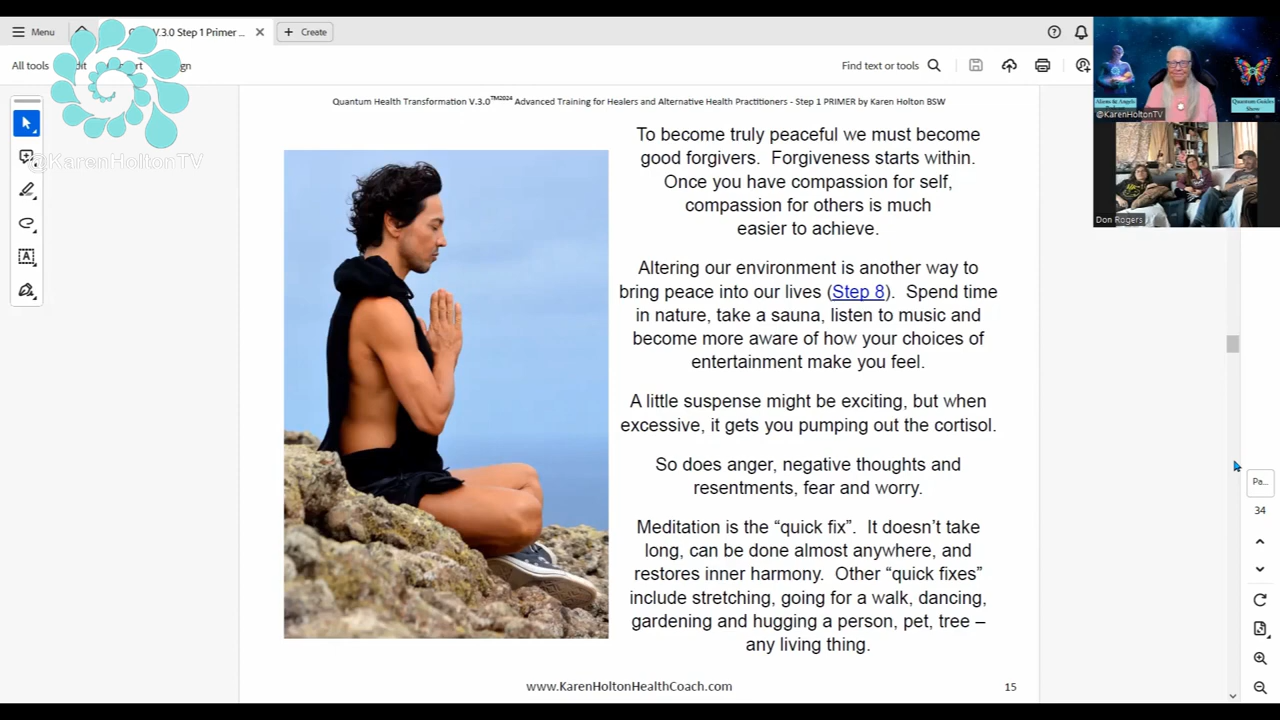 Menu
V.3.0 Step 1 Primer ...
Create
All tools
Find text or tools
@KarenHolltonTV
@KarenHoltonTV
Aliens & Angels
Quantum Guides
Show
Don Rogers
Quantum Health Transformation V.3.0™2024 Advanced Training for Healers and Alternative Health Practitioners - Step 1 PRIMER by Karen Holton BSW
To become truly peaceful we must become
good forgivers. Forgiveness starts within.
Once you have compassion for self,
compassion for others is much
easier to achieve.
Altering our environment is another way to
bring peace into our lives (Step 8). Spend time
in nature, take a sauna, listen to music and
become more aware of how your choices of
entertainment make you feel.
A little suspense might be exciting, but when
excessive, it gets you pumping out the cortisol.
So does anger, negative thoughts and
resentments, fear and worry.
Meditation is the “quick fix”. It doesn’t take
long, can be done almost anywhere, and
restores inner harmony. Other “quick fixes”
include stretching, going for a walk, dancing,
gardening and hugging a person, pet, tree –
any living thing.
www.KarenHoltonHealthCoach.com
15
Pa...
34